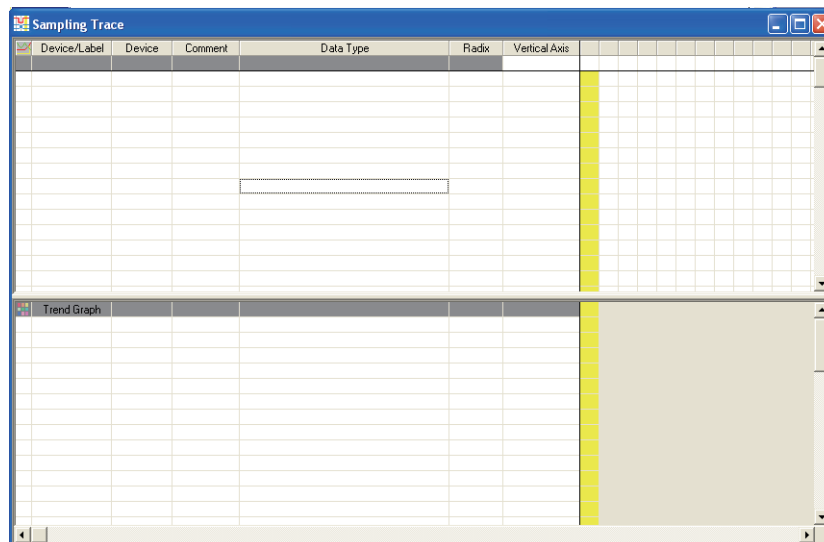 Sampling Trace
Device/Label Device Comment Data Type Radix Vertical Axis
Trend Graph